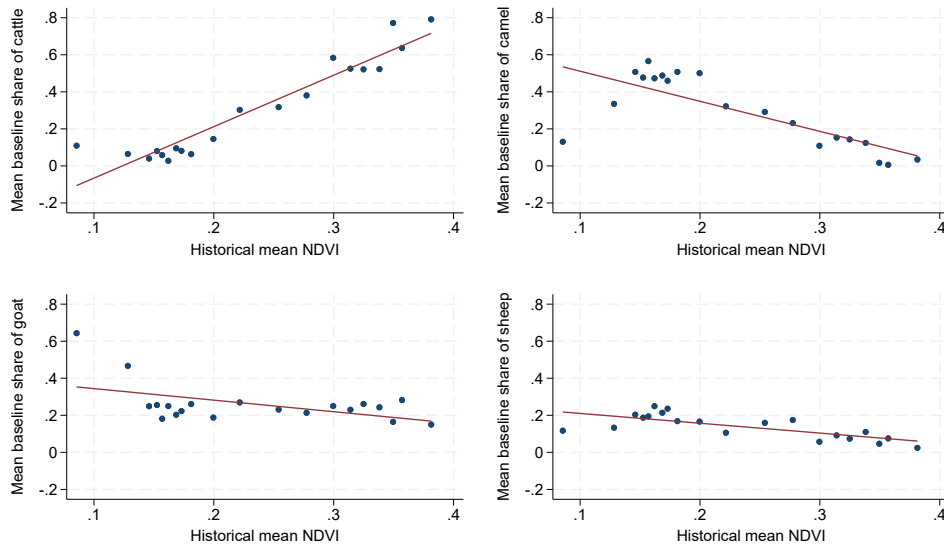 Mean baseline share of cattle
.8
.6
.4
.2
0
-.2
.1 .2 .3 .4
Historical mean NDVI
Mean baseline share of camel
.8
.6
.4
.2
0
-.2
.1 .2 .3 .4
Historical mean NDVI
Mean baseline share of goat
.8
.6
.4
.2
0
-.2
.1 .2 .3 .4
Historical mean NDVI
Mean baseline share of sheep
.8
.6
.4
.2
0
-.2
.1 .2 .3 .4
Historical mean NDVI